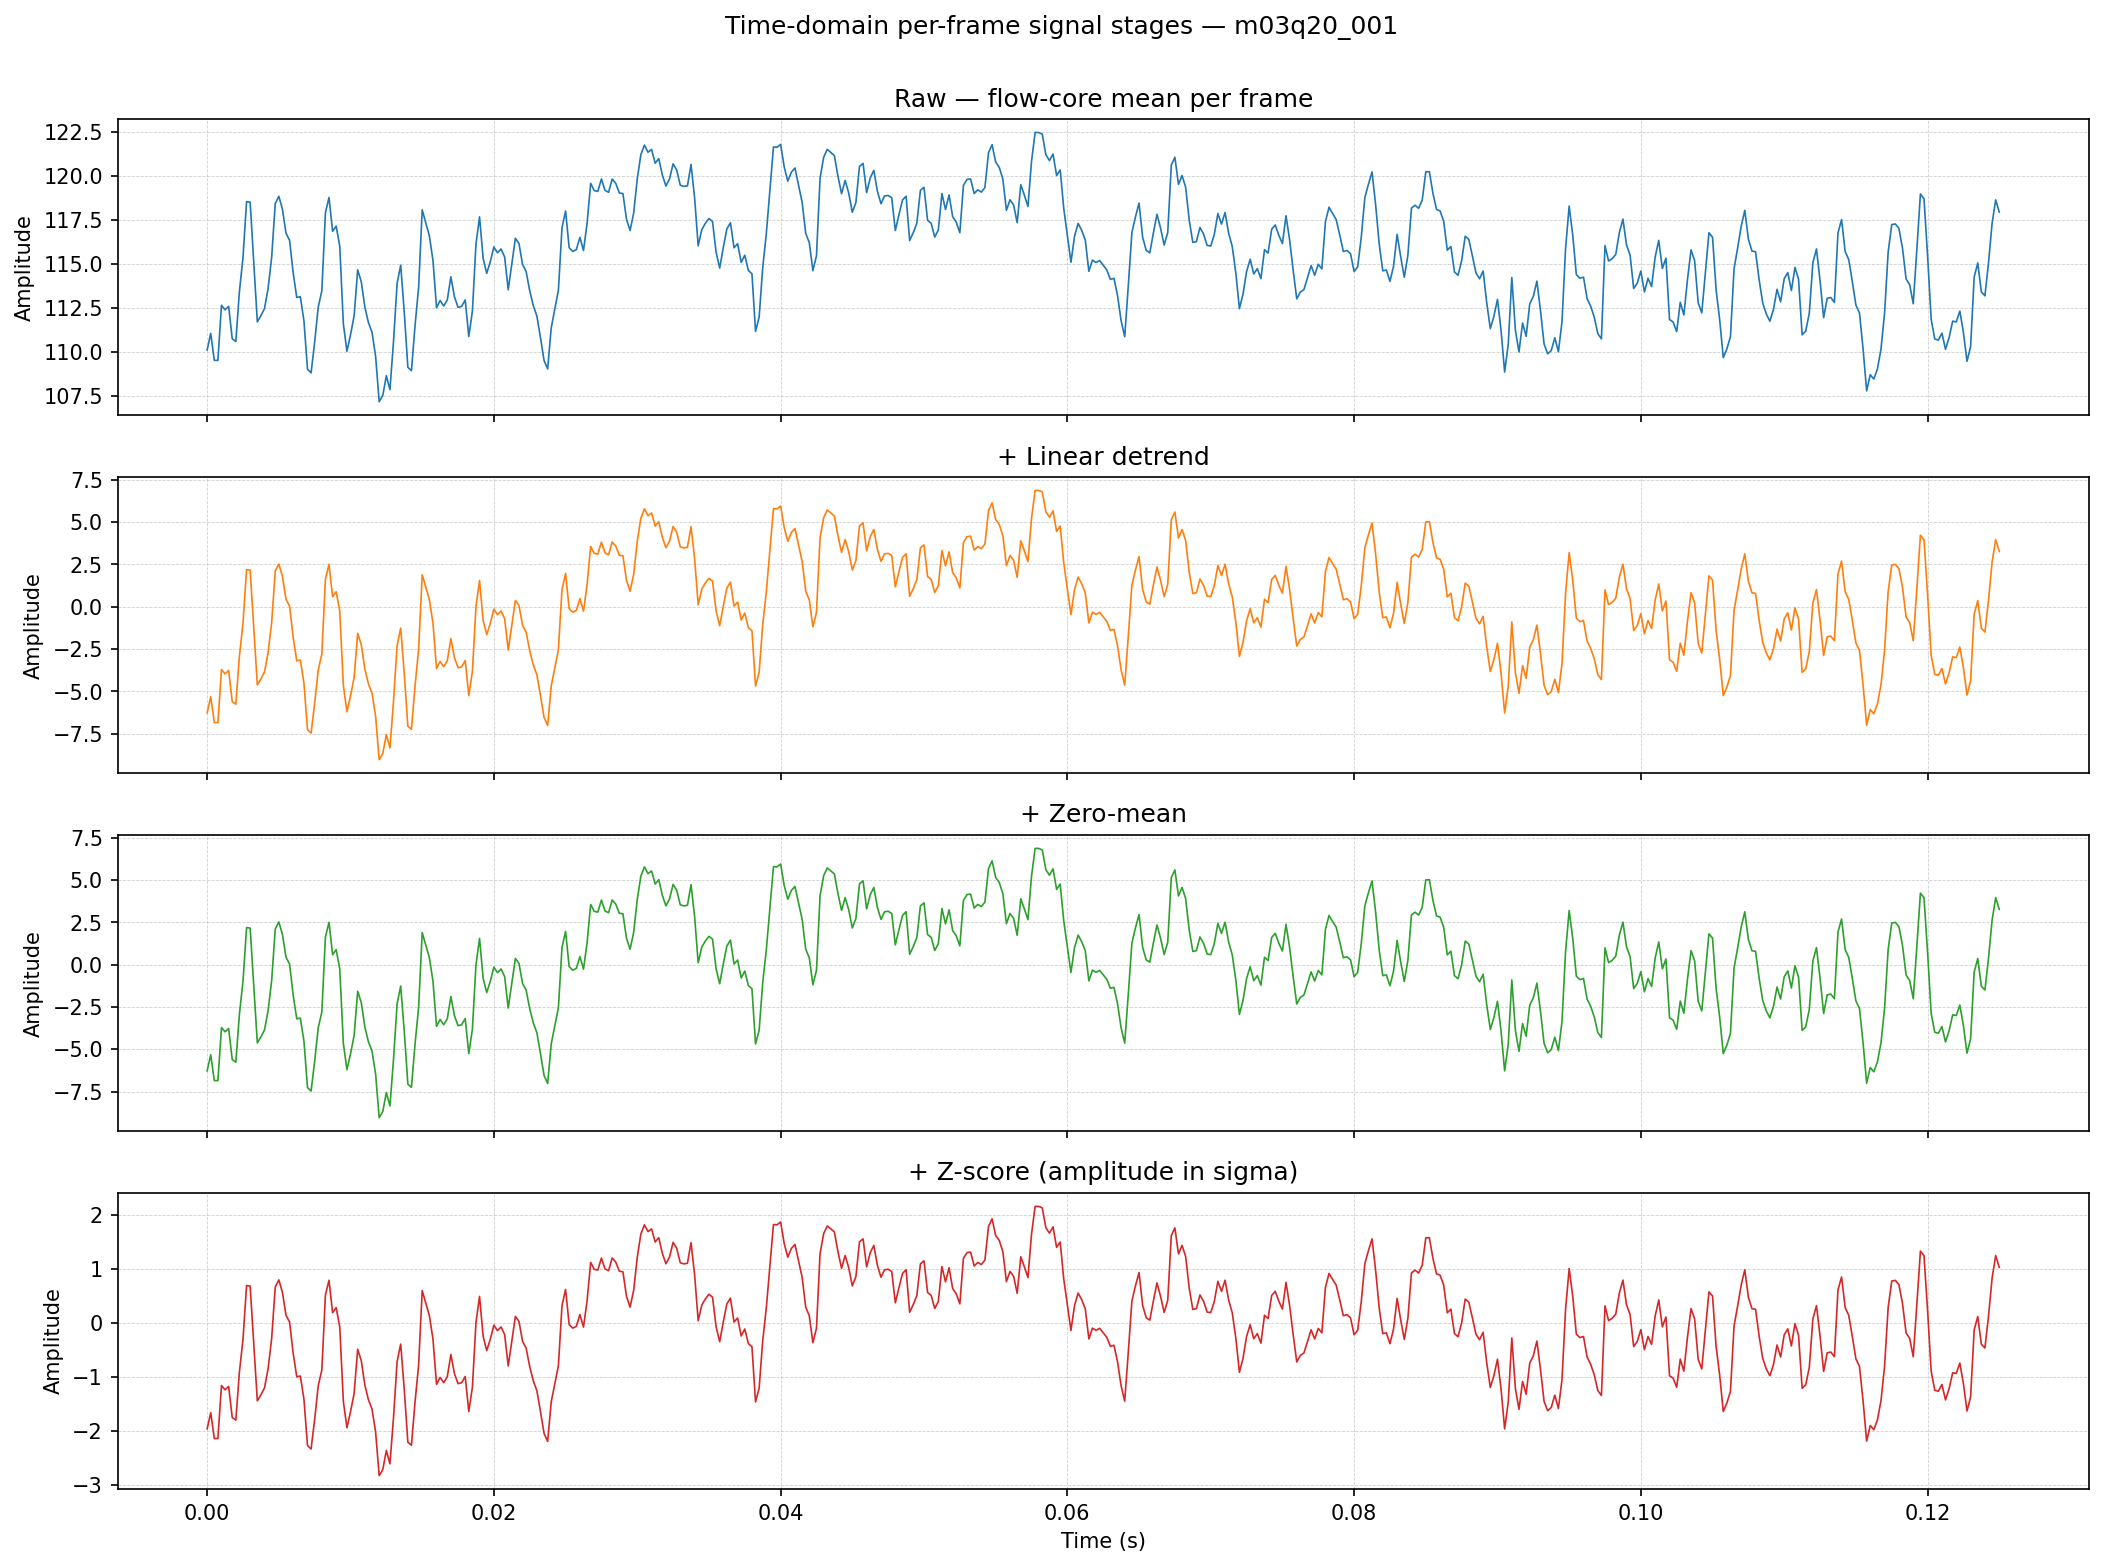 Time-domain per-frame signal stages — m03q20_001
Raw — flow-core mean per frame
Amplitude
122.5
120.0
117.5
115.0
112.5
110.0
107.5
+ Linear detrend
Amplitude
7.5
5.0
2.5
0.0
−2.5
−5.0
−7.5
+ Zero-mean
Amplitude
7.5
5.0
2.5
0.0
−2.5
−5.0
−7.5
+ Z-score (amplitude in sigma)
Amplitude
2
1
0
−1
−2
−3
0.00 0.02 0.04 0.06 0.08 0.10 0.12
Time (s)